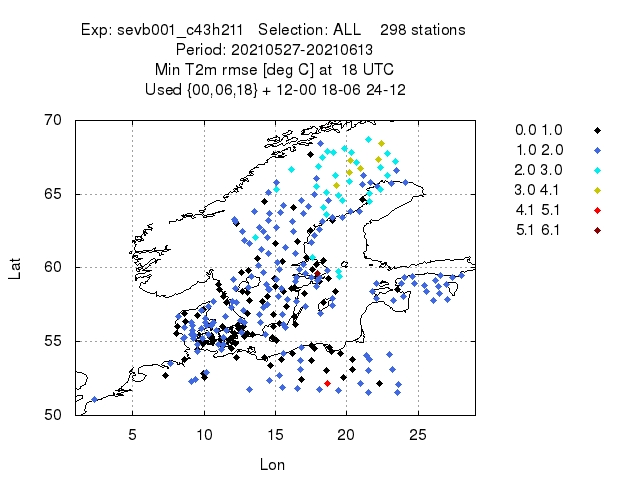 Exp: sevb001_c43h211   Selection: ALL    298 stations
Period: 20210527-20210613
Min T2m rmse [deg C] at  18 UTC
Used {00,06,18} + 12-00 18-06 24-12
70
65
60
55
50
Lat
5 10 15 20 25
Lon
0.0 1.0
1.0 2.0
2.0 3.0
3.0 4.1
4.1 5.1
5.1 6.1